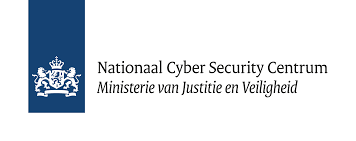 Nationaal Cyber Security Centrum
Ministerie van Justitie en Veiligheid